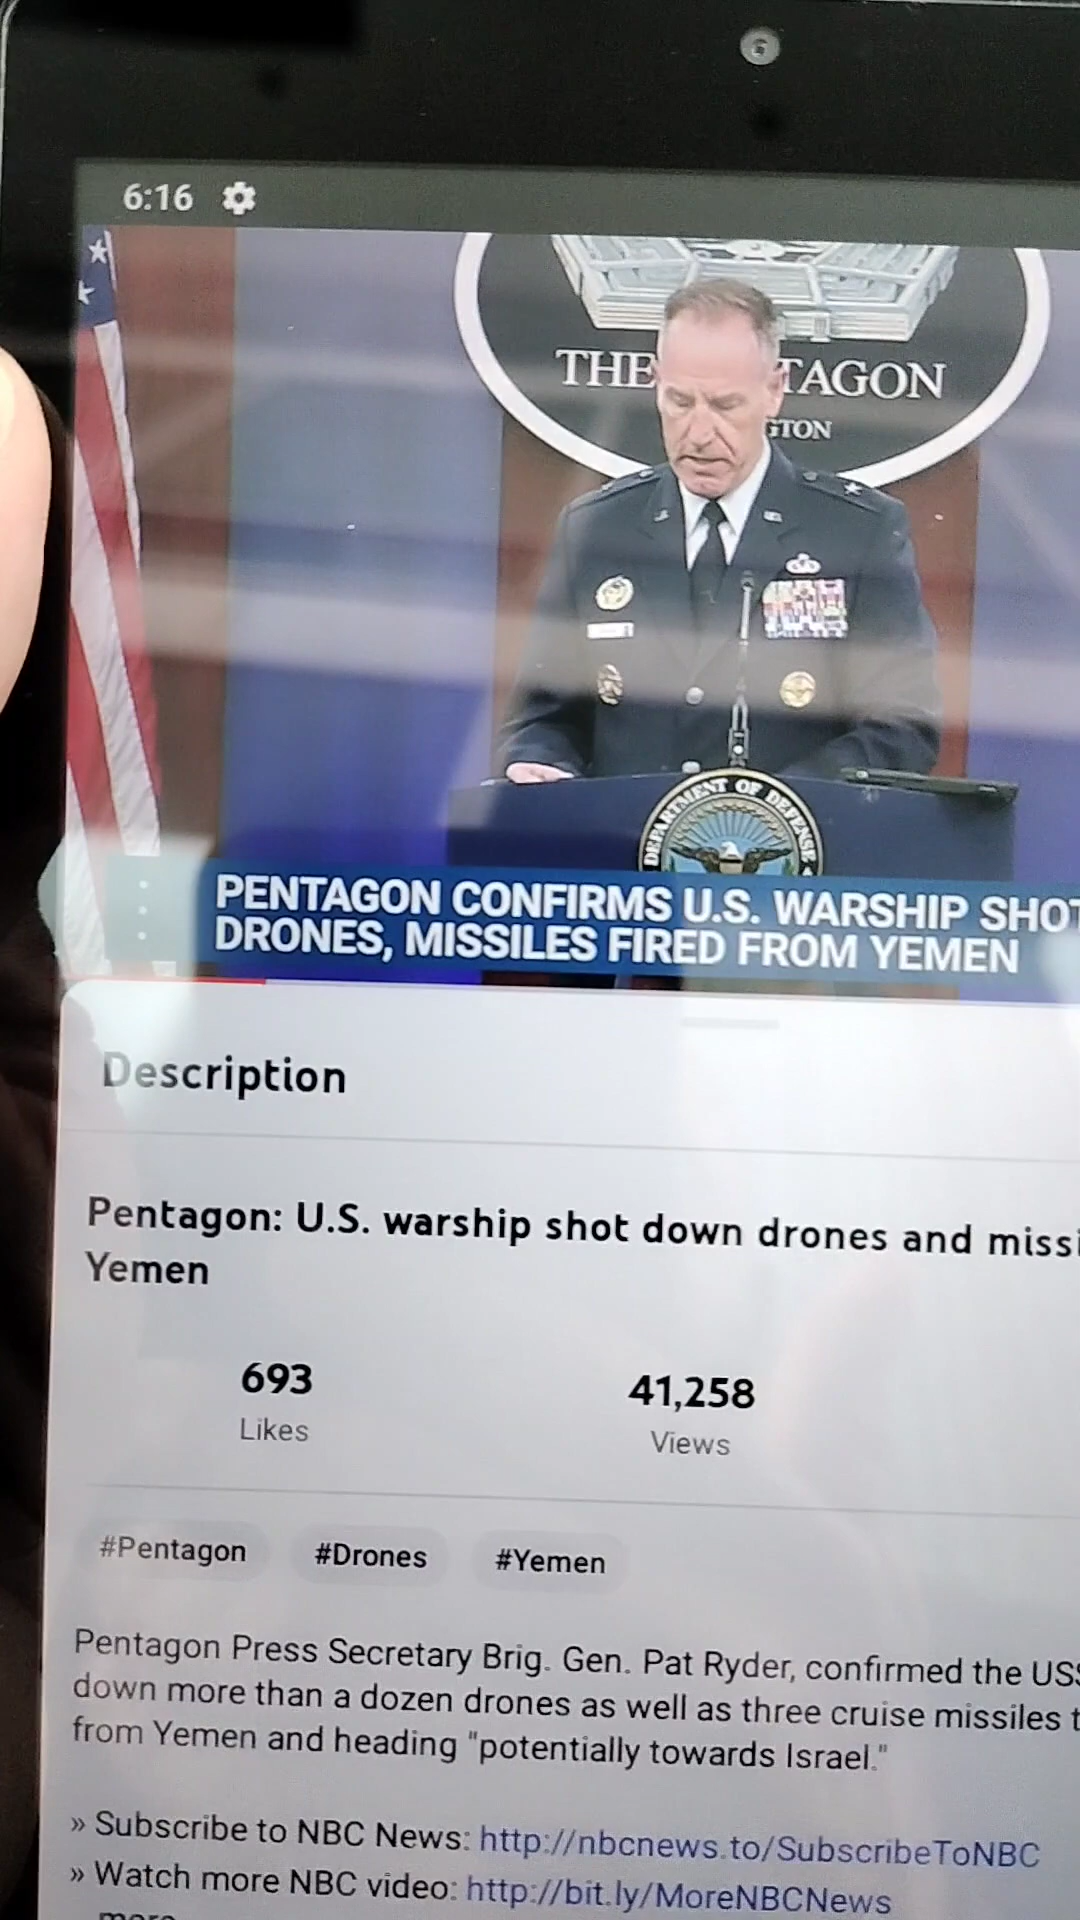 6:16
THE
TAGON
GTON
DEPARTMENT OF DEFENSE
PENTAGON CONFIRMS U.S. WARSHIP SHOT
DRONES, MISSILES FIRED FROM YEMEN
Description
Pentagon: U.S. warship shot down drones and missi
Yemen
693
41,258
Likes
Views
#Pentagon
#Drones
#Yemen
Pentagon Press Secretary Brig. Gen. Pat Ryder, confirmed the USS
down more than a dozen drones as well as three cruise missiles t
from Yemen and heading "potentially towards Israel."
» Subscribe to NBC News: http://nbcnews.to/SubscribeToNBC
» Watch more NBC video: http://bit.ly/MoreNBCNews
more